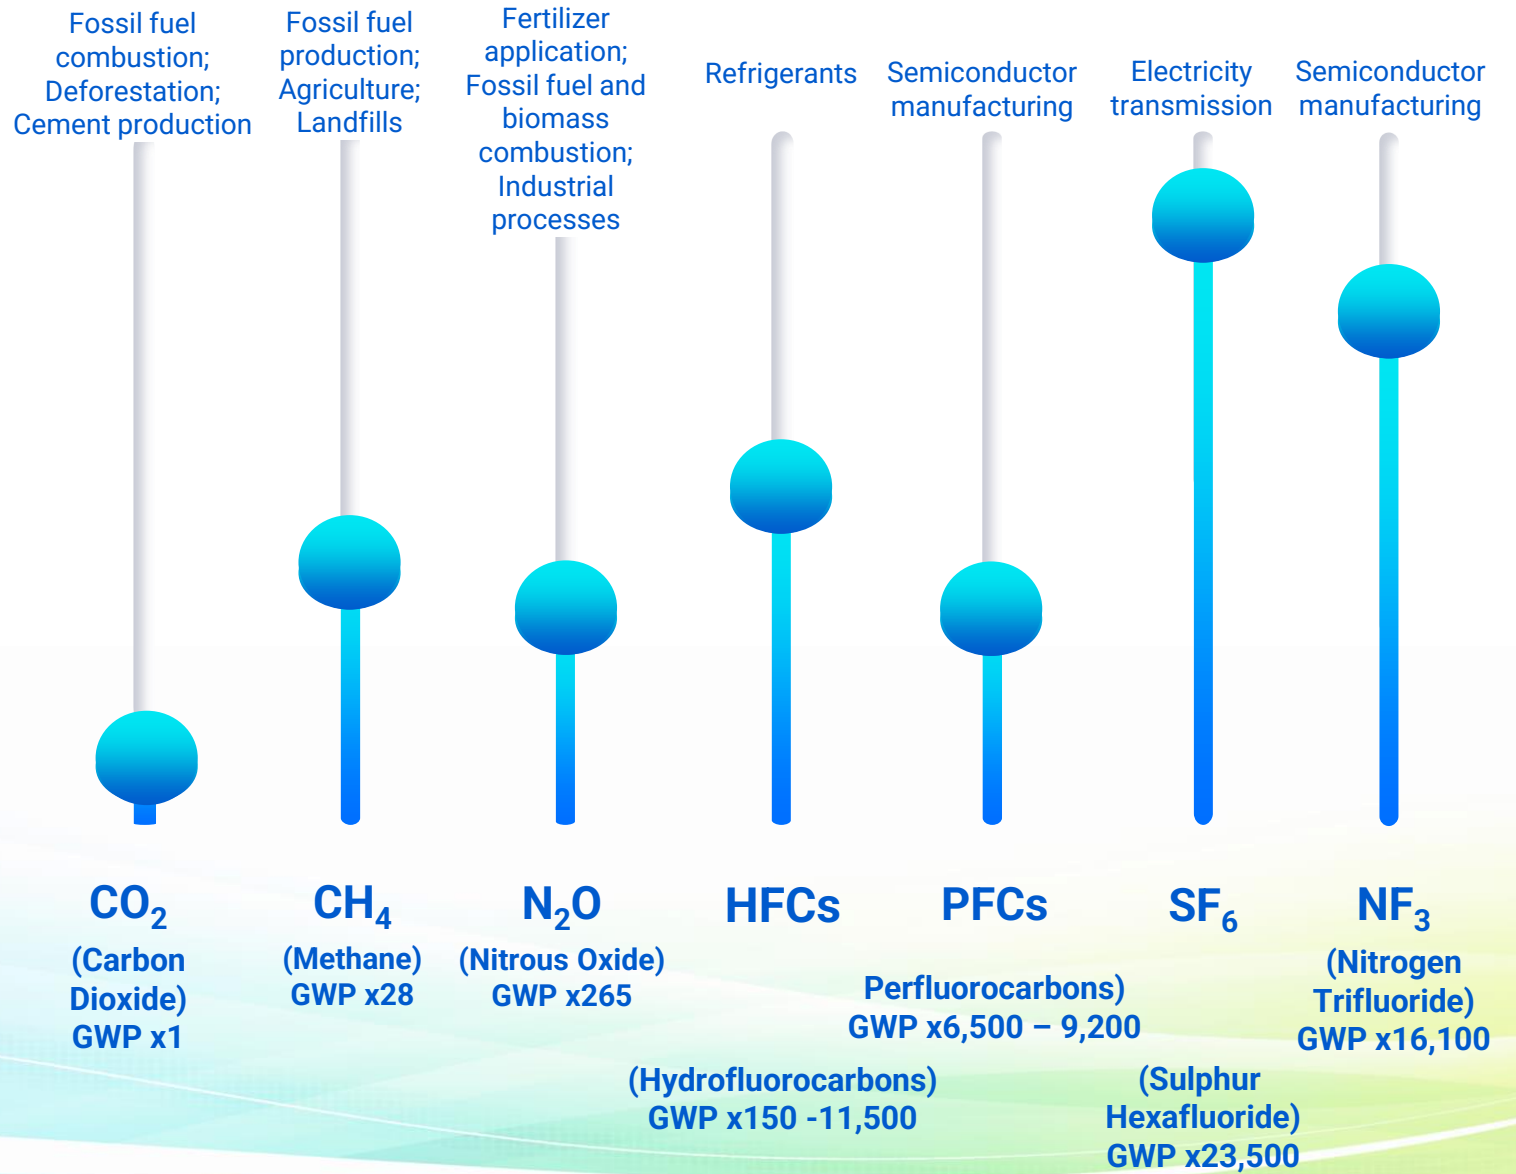 Fossil fuel
combustion;
Deforestation;
Cement production
Fossil fuel
production;
Agriculture;
Landfills
Fertilizer
application;
Fossil fuel and
biomass
combustion;
Industrial
processes
Refrigerants
Semiconductor
manufacturing
Electricity
transmission
Semiconductor
manufacturing
CO₂
(Carbon
Dioxide)
GWP x1
CH₄
(Methane)
GWP x28
N₂O
(Nitrous Oxide)
GWP x265
HFCs
(Hydrofluorocarbons)
GWP x150 -11,500
PFCs
Perfluorocarbons)
GWP x6,500 – 9,200
SF₆
(Sulphur
Hexafluoride)
GWP x23,500
NF₃
(Nitrogen
Trifluoride)
GWP x16,100